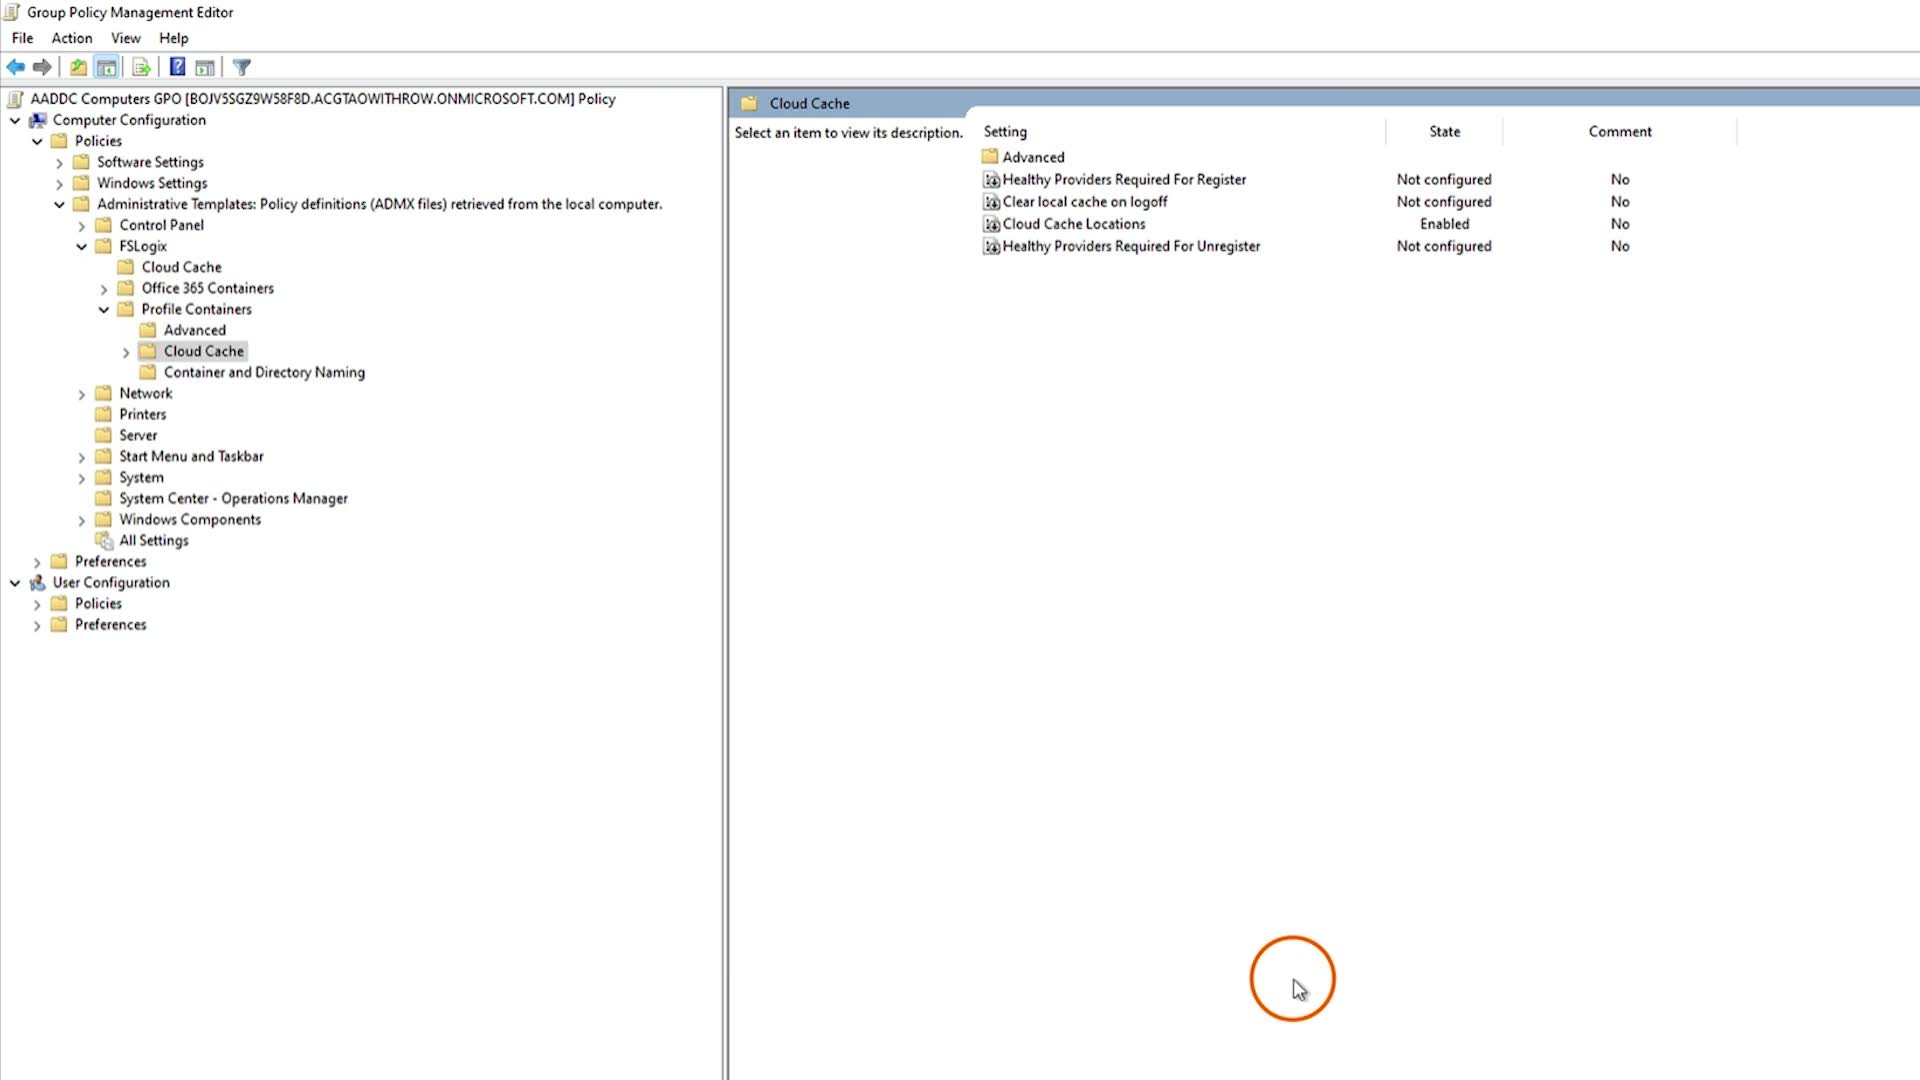 Group Policy Management Editor
File Action View Help
AADDC Computers GPO [BOJV5SGZ9W58F8D.ACGTAOWITHROW.ONMICROSOFT.COM] Policy
Computer Configuration
Policies
Software Settings
Windows Settings
Administrative Templates: Policy definitions (ADMX files) retrieved from the local computer.
Control Panel
FSLogix
Cloud Cache
Office 365 Containers
Profile Containers
Advanced
Cloud Cache
Container and Directory Naming
Network
Printers
Server
Start Menu and Taskbar
System
System Center - Operations Manager
Windows Components
All Settings
Preferences
User Configuration
Policies
Preferences
Cloud Cache
Select an item to view its description.
Setting State Comment
Advanced
Healthy Providers Required For Register Not configured No
Clear local cache on logoff Not configured No
Cloud Cache Locations Enabled No
Healthy Providers Required For Unregister Not configured No